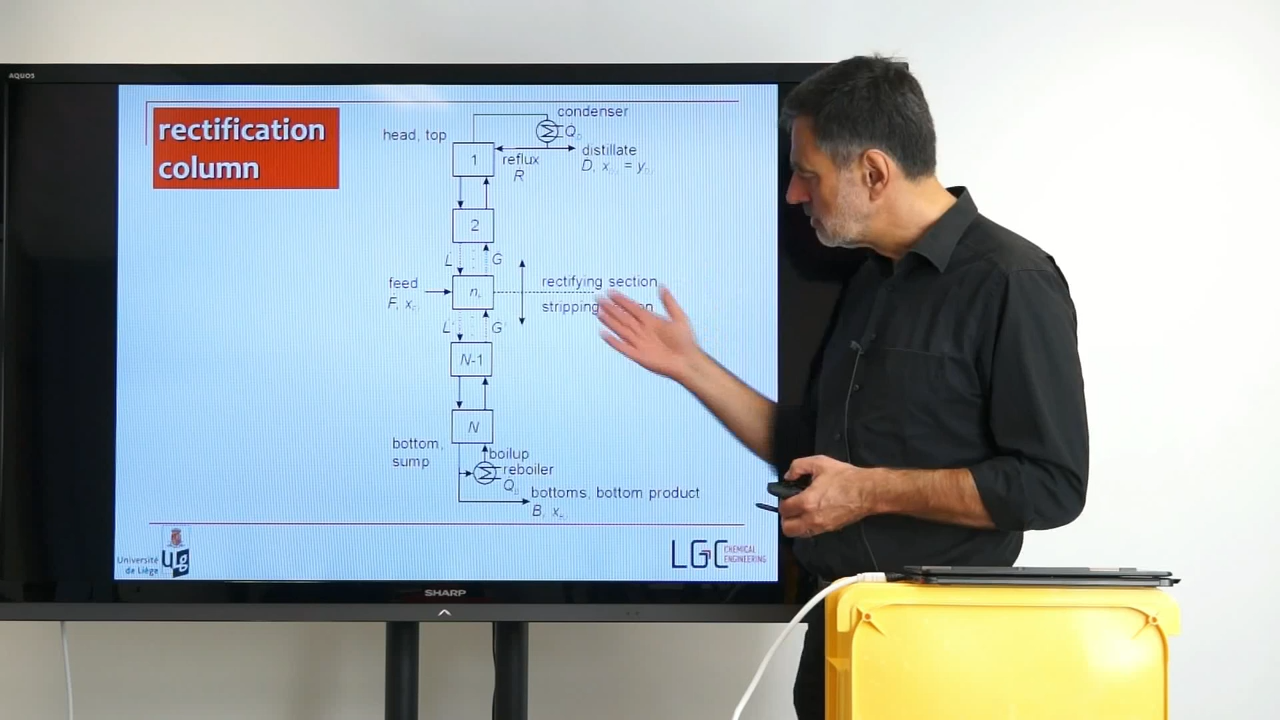 AQUOS
rectification
column
condenser
Q̇D
head, top
distillate
1
reflux
R
2
L̇
Ġ
feed
Ḟ,
rectifying section
stripping
L̇'
Ġ'
N-1
N
bottom,
sump
boilup
reboiler
bottoms, bottom product
Université
de Liège
ULg
LGC
CHEMICAL
ENGINEERING
SHARP